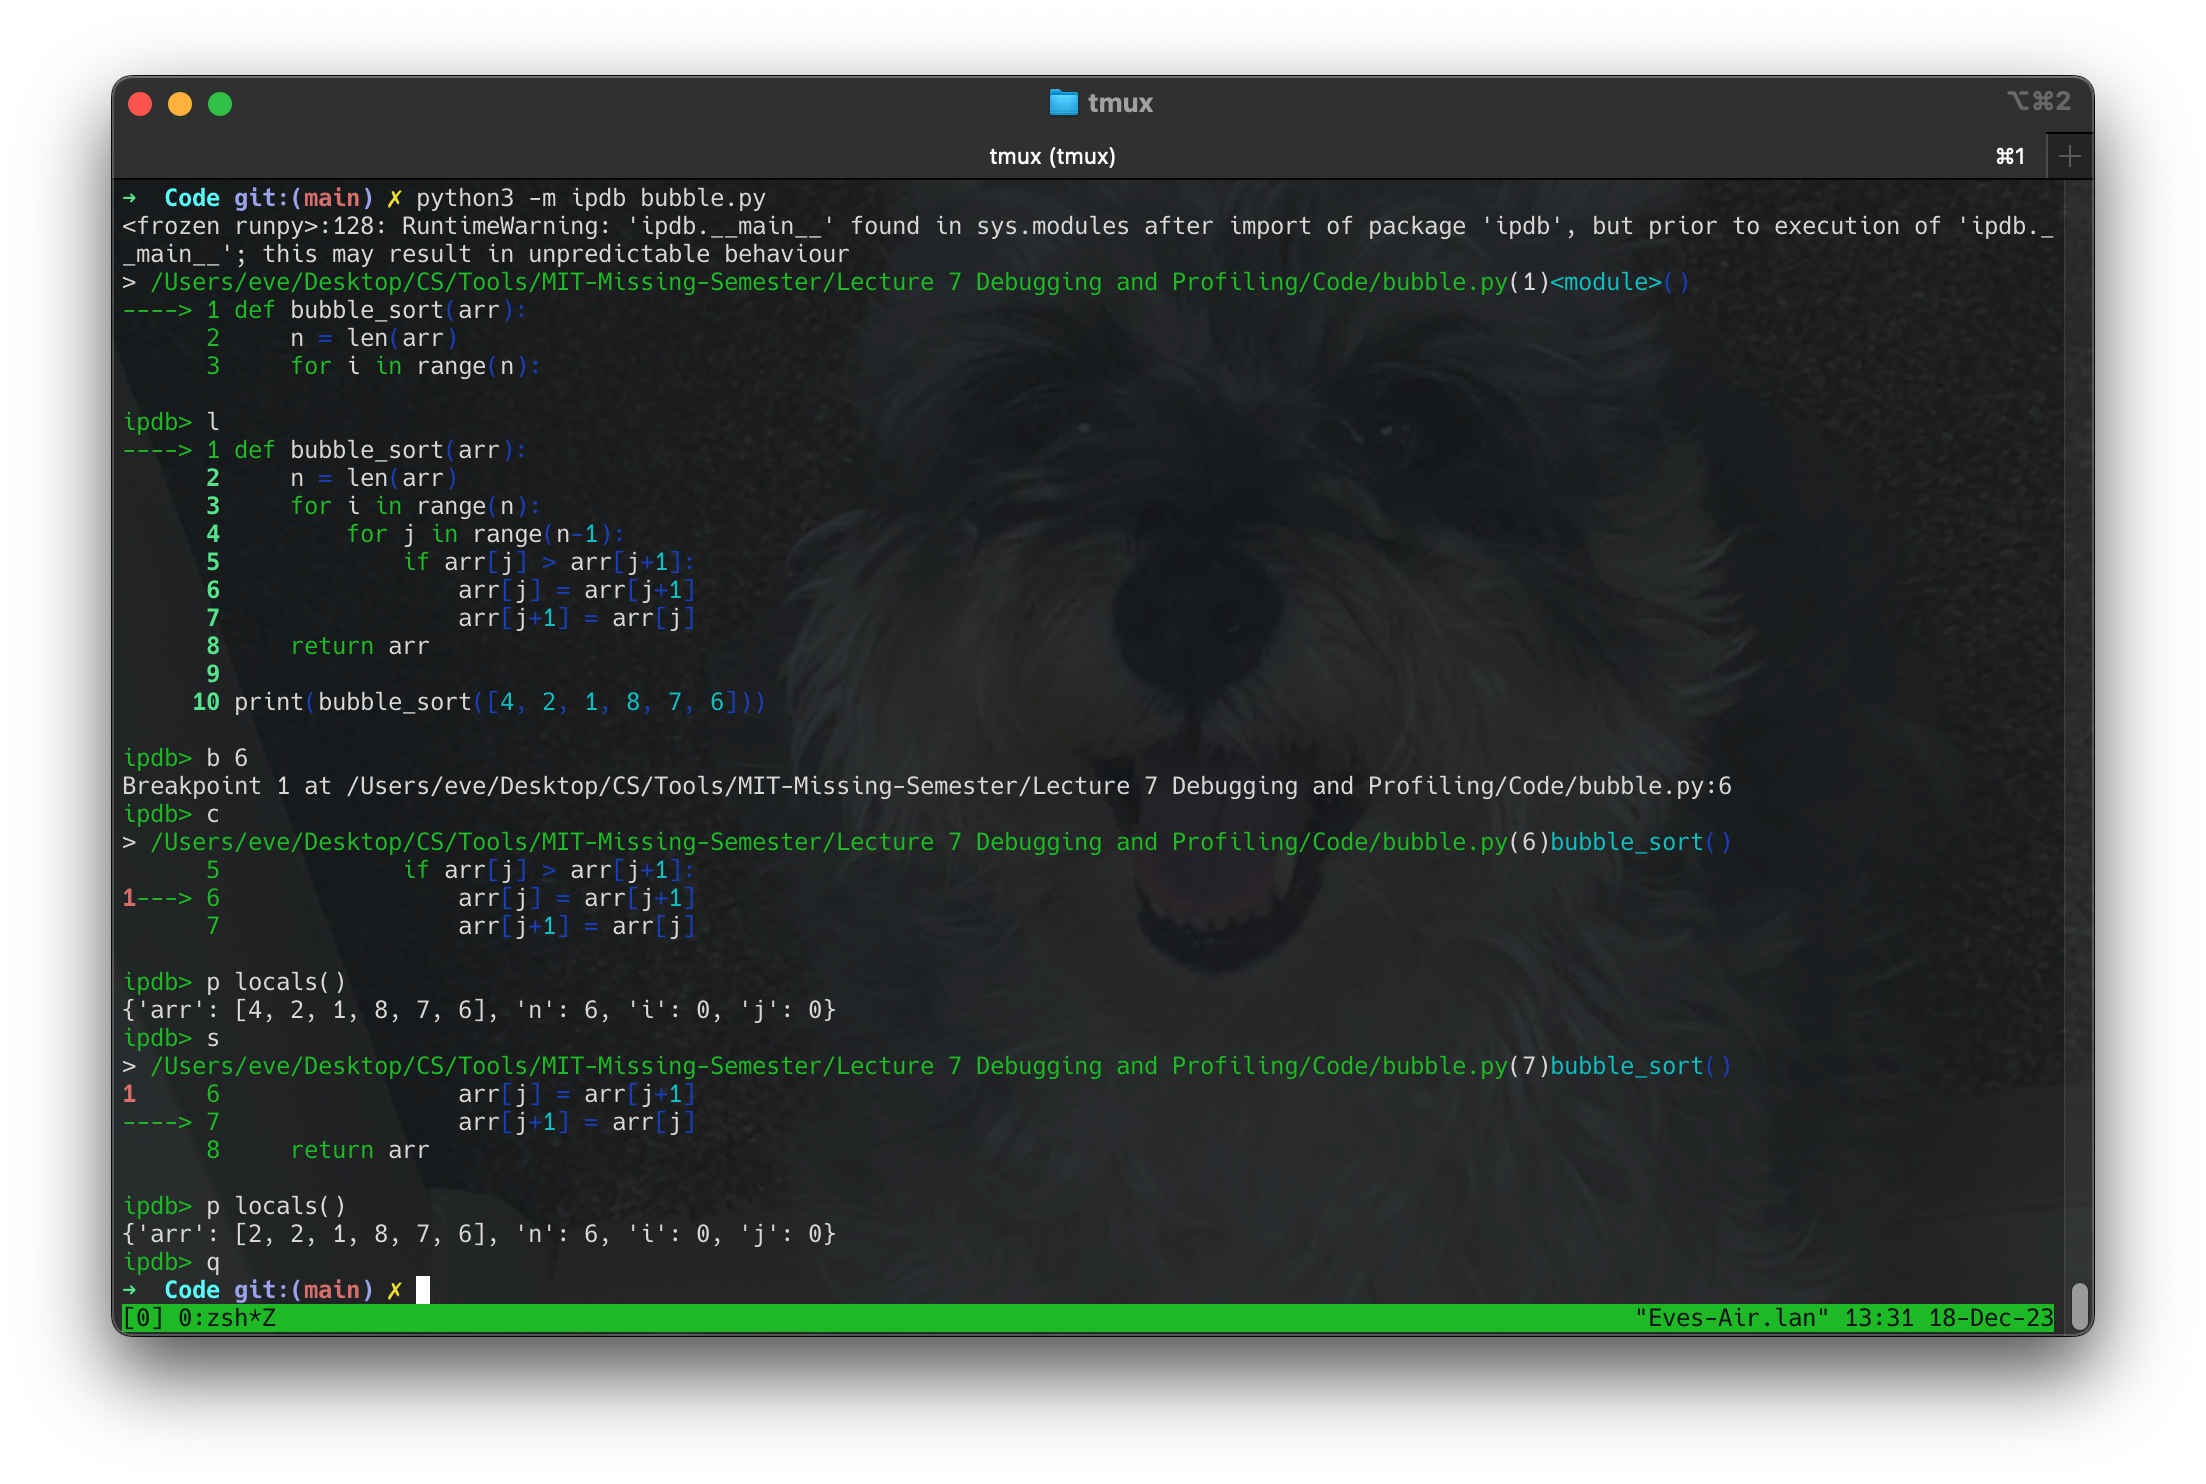 tmux
⌥⌘2
tmux (tmux)
⌘1
➜  Code git:(main) ✗ python3 -m ipdb bubble.py
<frozen runpy>:128: RuntimeWarning: 'ipdb.__main__' found in sys.modules after import of package 'ipdb', but prior to execution of 'ipdb._
_main__'; this may result in unpredictable behaviour
> /Users/eve/Desktop/CS/Tools/MIT-Missing-Semester/Lecture 7 Debugging and Profiling/Code/bubble.py(1)<module>()
----> 1 def bubble_sort(arr):
      2     n = len(arr)
      3     for i in range(n):

ipdb> l
----> 1 def bubble_sort(arr):
      2     n = len(arr)
      3     for i in range(n):
      4         for j in range(n-1):
      5             if arr[j] > arr[j+1]:
      6                 arr[j] = arr[j+1]
      7                 arr[j+1] = arr[j]
      8     return arr
      9
     10 print(bubble_sort([4, 2, 1, 8, 7, 6]))

ipdb> b 6
Breakpoint 1 at /Users/eve/Desktop/CS/Tools/MIT-Missing-Semester/Lecture 7 Debugging and Profiling/Code/bubble.py:6
ipdb> c
> /Users/eve/Desktop/CS/Tools/MIT-Missing-Semester/Lecture 7 Debugging and Profiling/Code/bubble.py(6)bubble_sort()
      5             if arr[j] > arr[j+1]:
1---> 6                 arr[j] = arr[j+1]
      7                 arr[j+1] = arr[j]

ipdb> p locals()
{'arr': [4, 2, 1, 8, 7, 6], 'n': 6, 'i': 0, 'j': 0}
ipdb> s
> /Users/eve/Desktop/CS/Tools/MIT-Missing-Semester/Lecture 7 Debugging and Profiling/Code/bubble.py(7)bubble_sort()
1     6                 arr[j] = arr[j+1]
----> 7                 arr[j+1] = arr[j]
      8     return arr

ipdb> p locals()
{'arr': [2, 2, 1, 8, 7, 6], 'n': 6, 'i': 0, 'j': 0}
ipdb> q
➜  Code git:(main) ✗
[0] 0:zsh*Z "Eves-Air.lan" 13:31 18-Dec-23